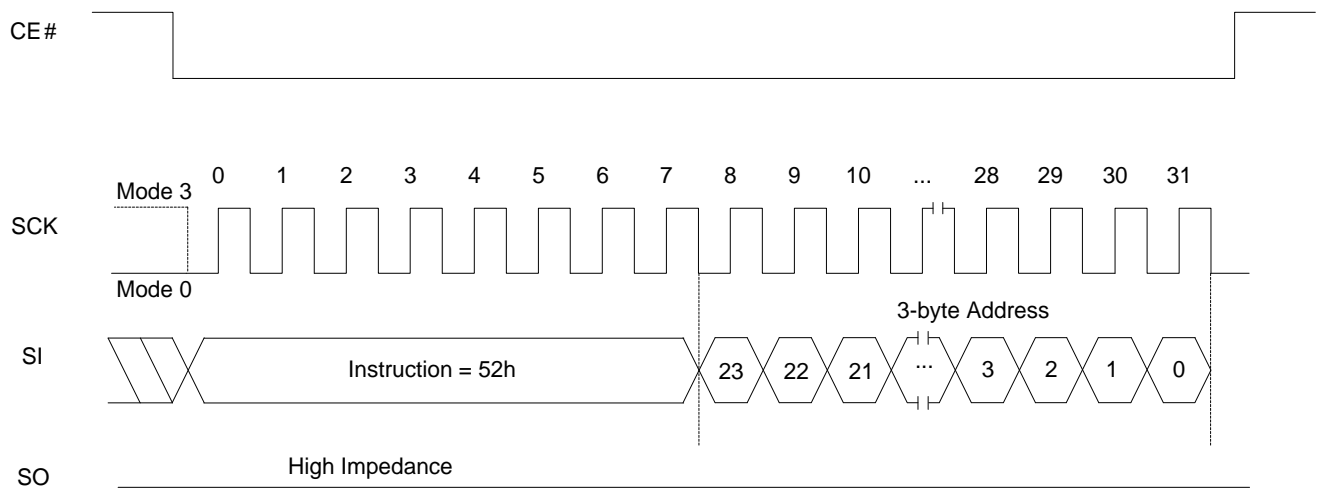 CE#
0 1 2 3 4 5 6 7 8 9 10 ... 28 29 30 31
Mode 3
SCK
Mode 0
3-byte Address
SI
Instruction = 52h
23 22 21 ... 3 2 1 0
High Impedance
SO